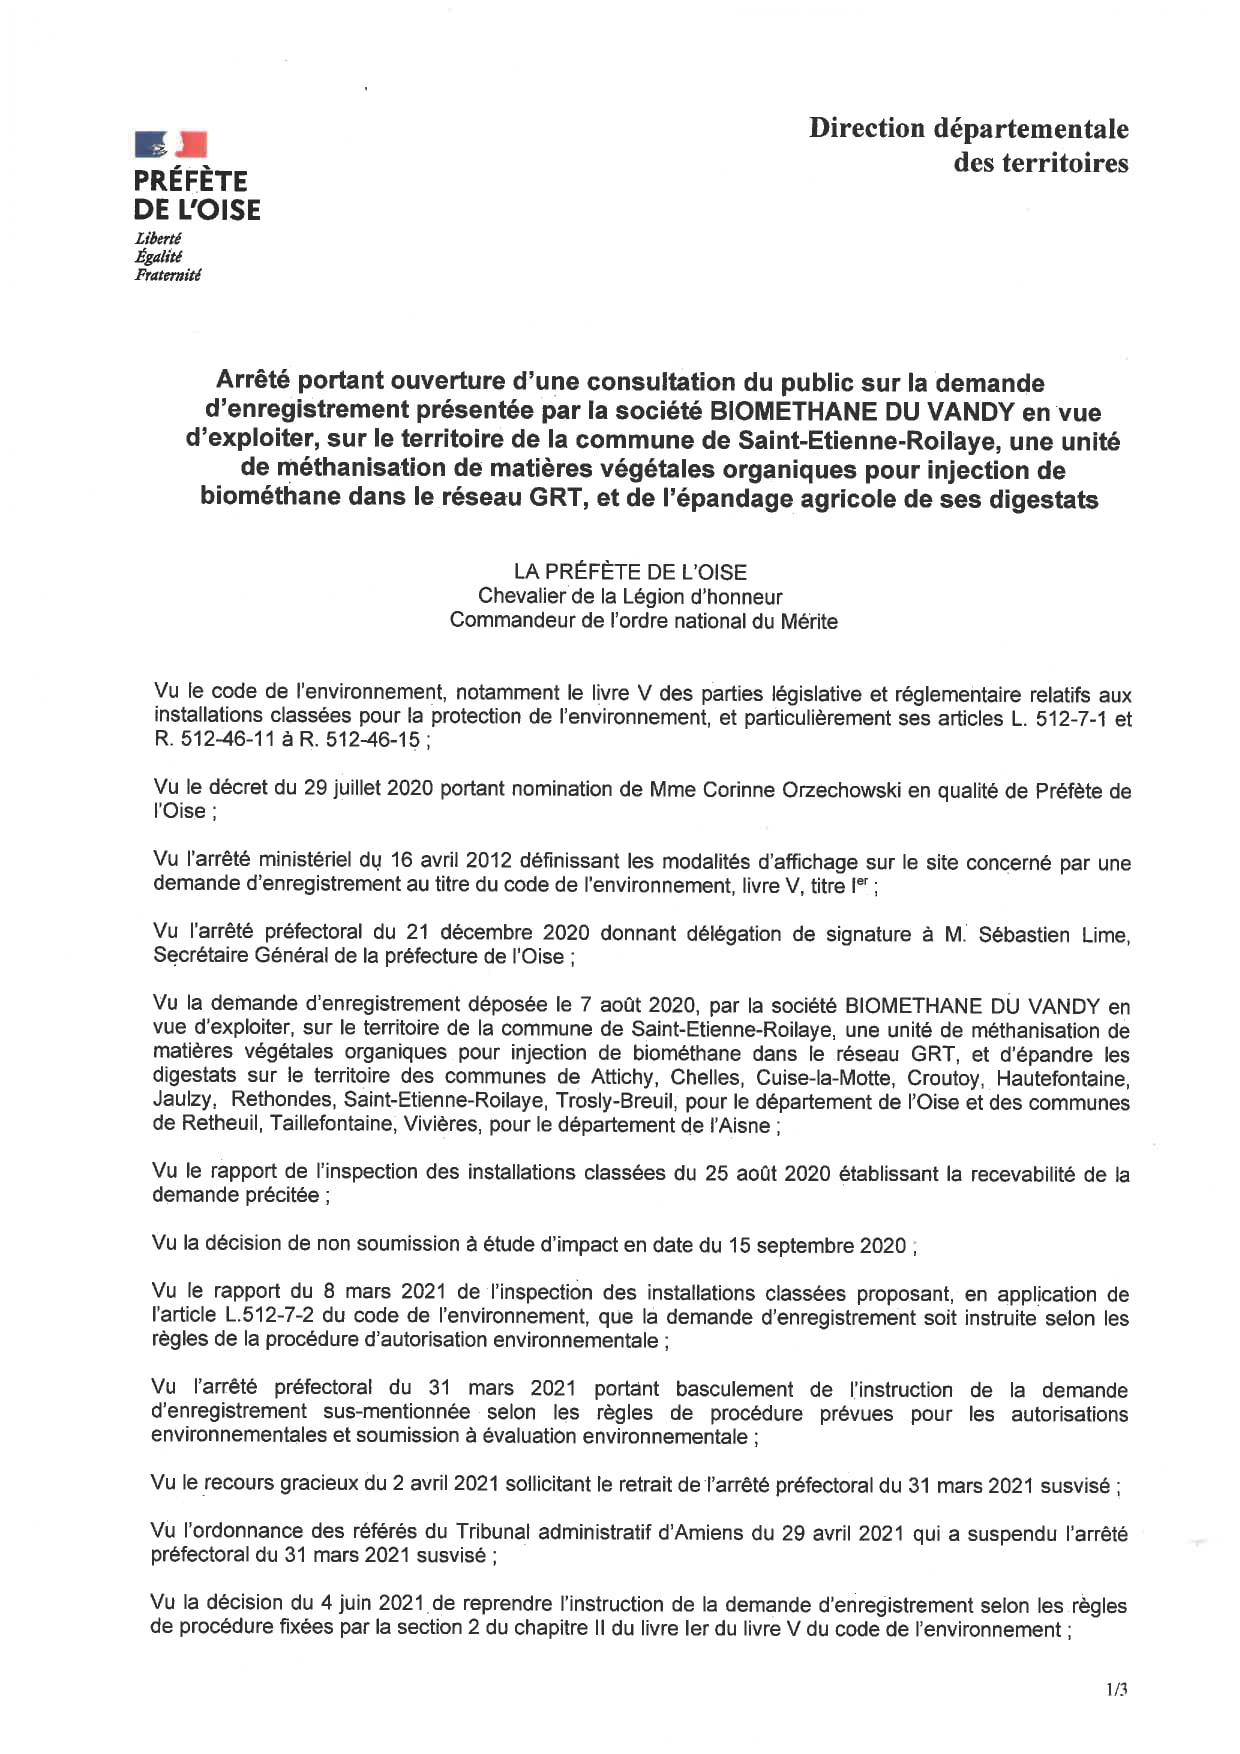 Direction départementale
des territoires
PRÉFÈTE
DE L'OISE
Liberté
Égalité
Fraternité
Arrêté portant ouverture d'une consultation du public sur la demande
d'enregistrement présentée par la société BIOMETHANE DU VANDY en vue
d'exploiter, sur le territoire de la commune de Saint-Etienne-Roilaye, une unité
de méthanisation de matières végétales organiques pour injection de
biométhane dans le réseau GRT, et de l'épandage agricole de ses digestats
LA PRÉFÈTE DE L'OISE
Chevalier de la Légion d'honneur
Commandeur de l'ordre national du Mérite
Vu le code de l'environnement, notamment le livre V des parties législative et réglementaire relatifs aux
installations classées pour la protection de l'environnement, et particulièrement ses articles L. 512-7-1 et
R. 512-46-11 à R. 512-46-15 ;
Vu le décret du 29 juillet 2020 portant nomination de Mme Corinne Orzechowski en qualité de Préfète de
l'Oise ;
Vu l'arrêté ministériel du 16 avril 2012 définissant les modalités d'affichage sur le site concerné par une
demande d'enregistrement au titre du code de l'environnement, livre V, titre Ier ;
Vu l'arrêté préfectoral du 21 décembre 2020 donnant délégation de signature à M. Sébastien Lime,
Secrétaire Général de la préfecture de l'Oise ;
Vu la demande d'enregistrement déposée le 7 août 2020, par la société BIOMETHANE DU VANDY en
vue d'exploiter, sur le territoire de la commune de Saint-Etienne-Roilaye, une unité de méthanisation de
matières végétales organiques pour injection de biométhane dans le réseau GRT, et d'épandre les
digestats sur le territoire des communes de Attichy, Chelles, Cuise-la-Motte, Croutoy, Hautefontaine,
Jaulzy, Rethondes, Saint-Etienne-Roilaye, Trosly-Breuil, pour le département de l'Oise et des communes
de Retheuil, Taillefontaine, Vivières, pour le département de l'Aisne ;
Vu le rapport de l'inspection des installations classées du 25 août 2020 établissant la recevabilité de la
demande précitée ;
Vu la décision de non soumission à étude d'impact en date du 15 septembre 2020 ;
Vu le rapport du 8 mars 2021 de l'inspection des installations classées proposant, en application de
l'article L.512-7-2 du code de l'environnement, que la demande d'enregistrement soit instruite selon les
règles de la procédure d'autorisation environnementale ;
Vu l'arrêté préfectoral du 31 mars 2021 portant basculement de l'instruction de la demande
d'enregistrement sus-mentionnée selon les règles de procédure prévues pour les autorisations
environnementales et soumission à évaluation environnementale ;
Vu le recours gracieux du 2 avril 2021 sollicitant le retrait de l'arrêté préfectoral du 31 mars 2021 susvisé ;
Vu l'ordonnance des référés du Tribunal administratif d'Amiens du 29 avril 2021 qui a suspendu l'arrêté
préfectoral du 31 mars 2021 susvisé ;
Vu la décision du 4 juin 2021 de reprendre l'instruction de la demande d'enregistrement selon les règles
de procédure fixées par la section 2 du chapitre II du livre Ier du livre V du code de l'environnement ;
1/3